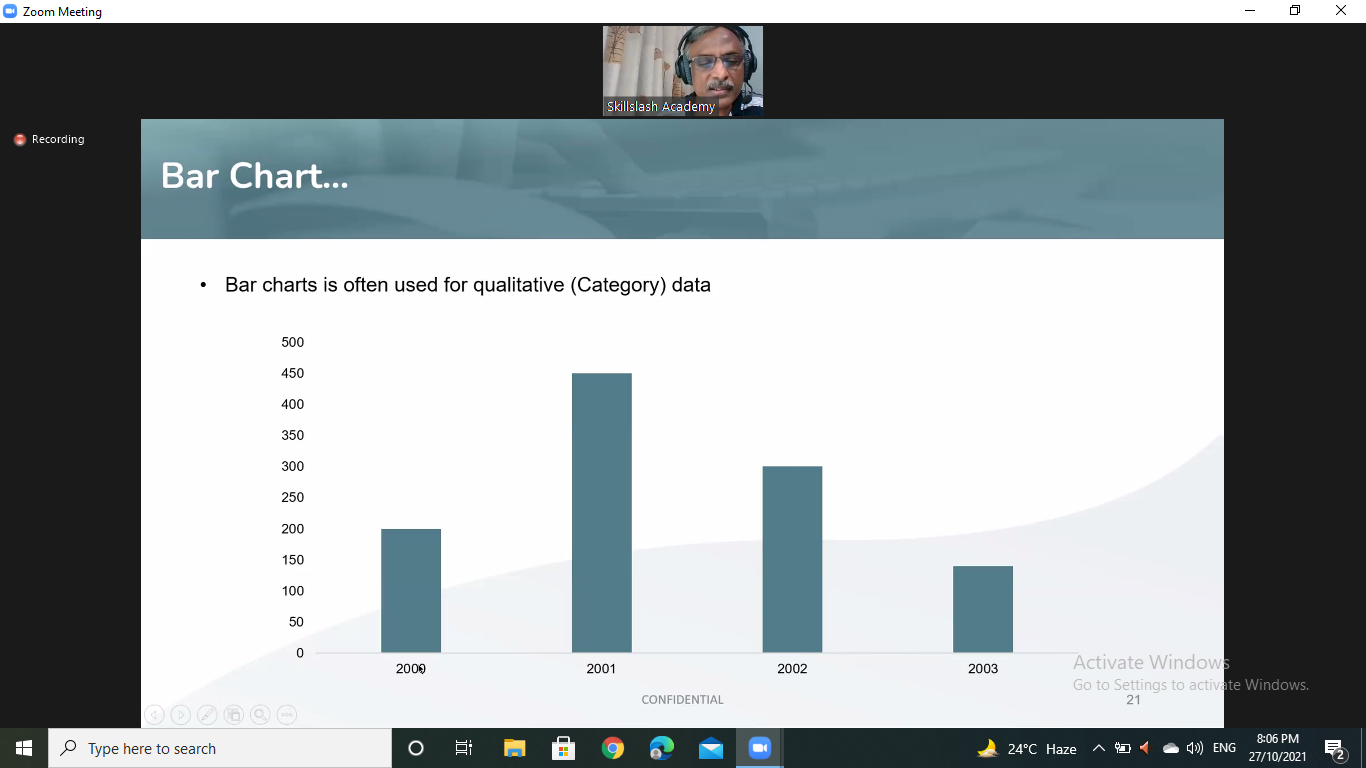 Zoom Meeting
Skillslash Academy
Recording
Bar Chart...
• Bar charts is often used for qualitative (Category) data
500
450
400
350
300
250
200
150
100
50
0
2000 2001 2002 2003
Activate Windows
Go to Settings to activate Windows.
CONFIDENTIAL 21
Type here to search
24°C Haze
ENG
8:06 PM
27/10/2021
2